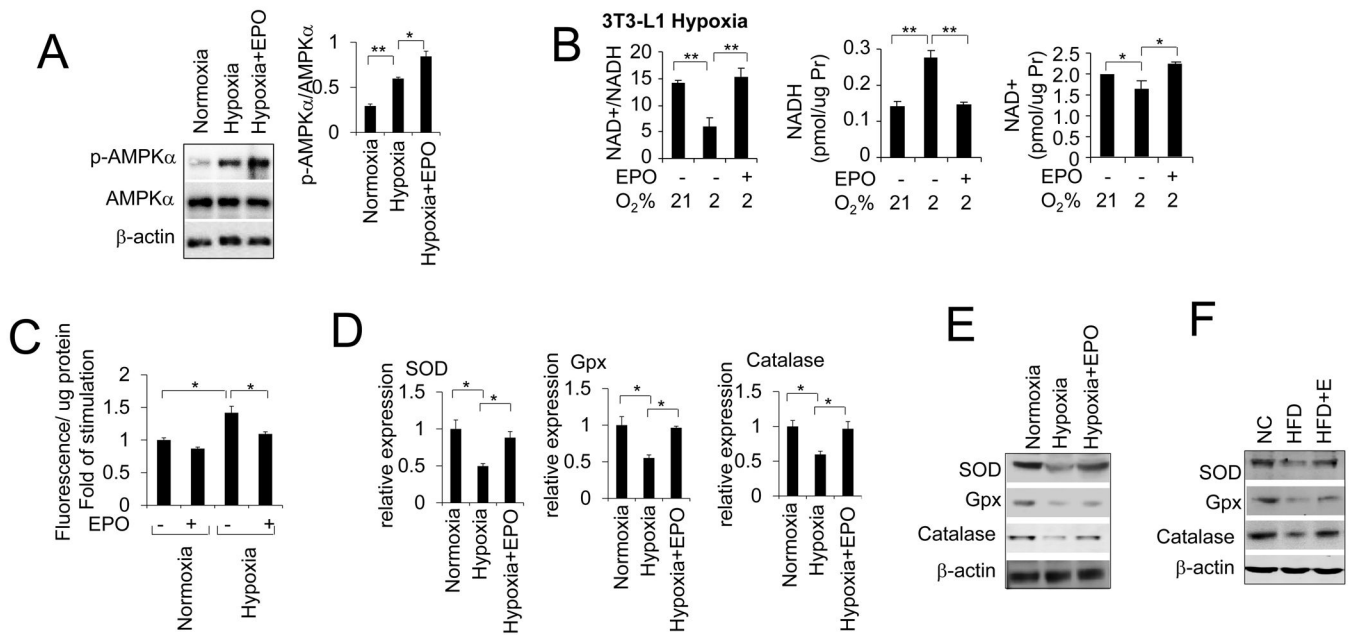 A
Normoxia
Hypoxia
Hypoxia+EPO
p-AMPKα
AMPKα
β-actin
p-AMPKα/AMPKα
1
0.5
0
**
*
Normoxia
Hypoxia
Hypoxia+EPO
B
3T3-L1 Hypoxia
NAD+/NADH
20
15
10
5
0
**
**
EPO - - +
O2% 21 2 2
NADH
(pmol/ug Pr)
0.3
0.2
0.1
0
**
**
EPO - - +
O2% 21 2 2
NAD+
(pmol/ug Pr)
2.5
2.0
1.5
1.0
0.5
0
*
*
EPO - - +
O2% 21 2 2
C
Fluorescence/ ug protein
Fold of stimulation
2
1.5
1
0.5
0
*
*
EPO - + - +
Normoxia
Hypoxia
D
SOD
relative expression
1.5
1
0.5
0
*
*
Normoxia
Hypoxia
Hypoxia+EPO
Gpx
relative expression
1.5
1
0.5
0
*
*
Normoxia
Hypoxia
Hypoxia+EPO
Catalase
relative expression
1.5
1
0.5
0
*
*
Normoxia
Hypoxia
Hypoxia+EPO
E
Normoxia
Hypoxia
Hypoxia+EPO
SOD
Gpx
Catalase
β-actin
F
NC
HFD
HFD+E
SOD
Gpx
Catalase
β-actin